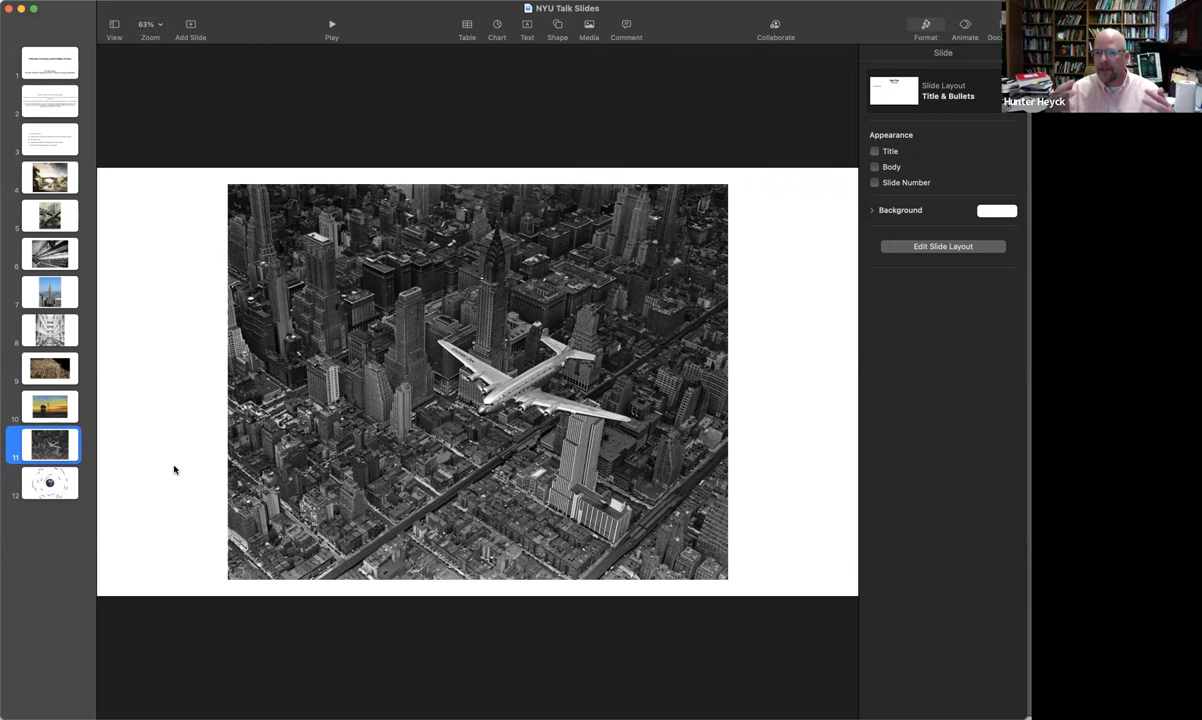 NYU Talk Slides
63%
View
Zoom
Add Slide
Play
Table
Chart
Text
Shape
Media
Comment
Collaborate
Format
Animate
Docu
Slide
Slide Layout
Title & Bullets
Hunter Heyck
Appearance
Title
Body
Slide Number
Background
Edit Slide Layout
1
2
3
4
5
6
7
8
9
10
11
12